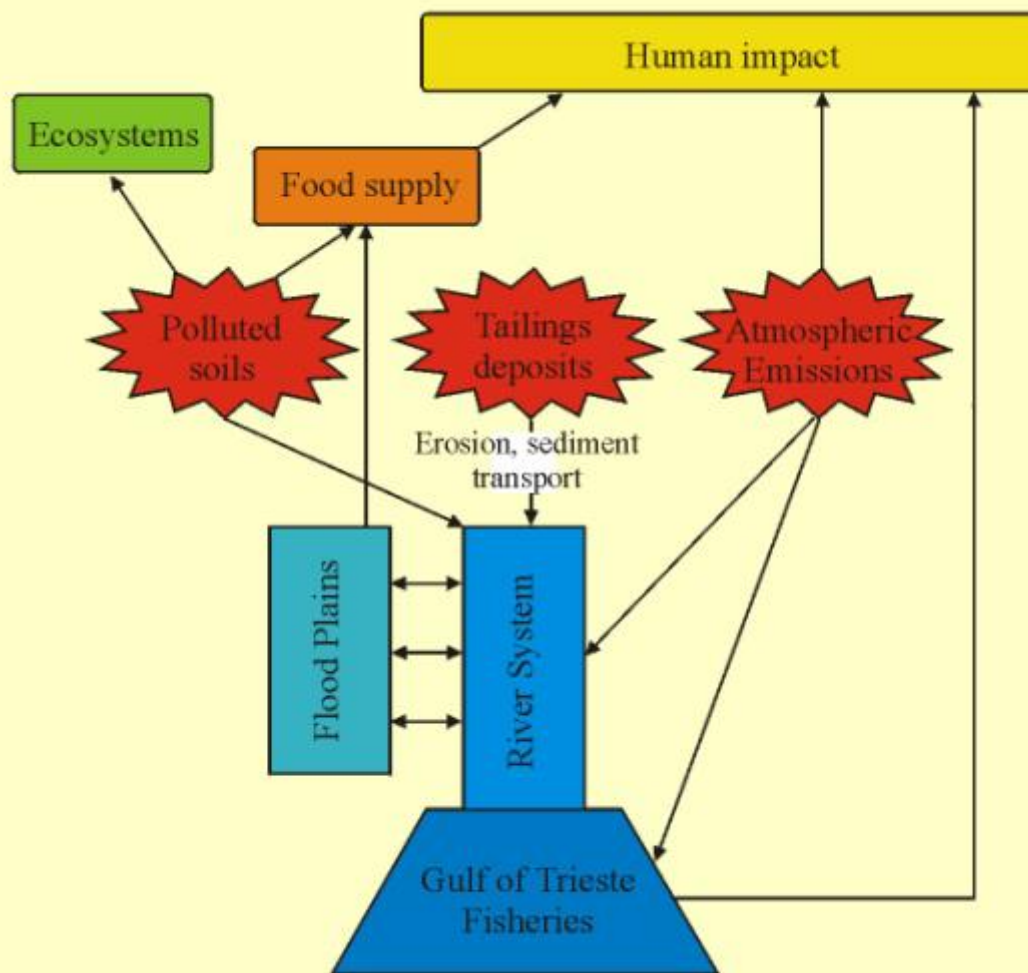 Human impact
Ecosystems
Food supply
Polluted
soils
Tailings
deposits
Atmospheric
Emissions
Erosion, sediment
transport
Flood Plains
River System
Gulf of Trieste
Fisheries